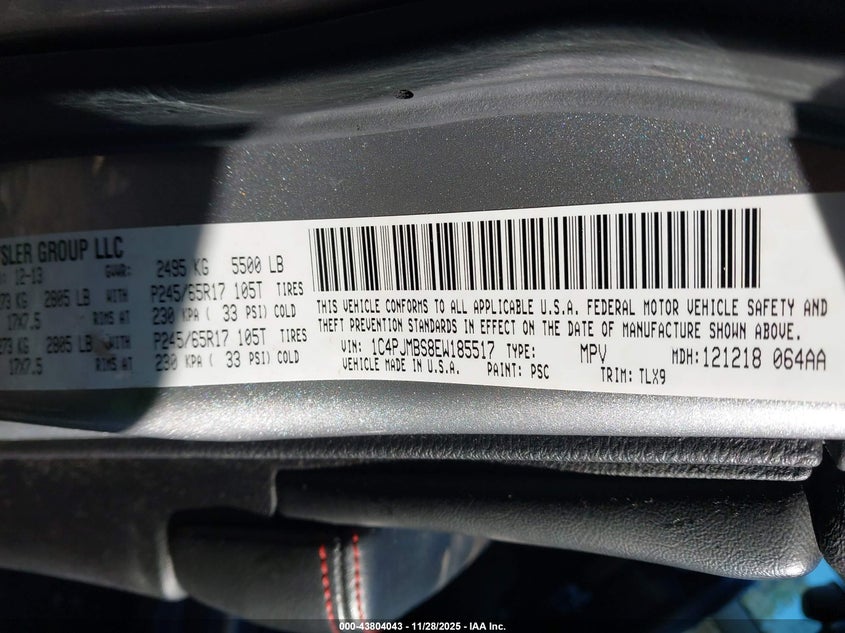 SLER GROUP LLC
12-13 GVWR: 2495 KG 5500 LB
KG 2805 LB WITH P245/65R17 105T TIRES
17X7.5 RIMS AT 230 KPA ( 33 PSI) COLD
KG 2805 LB WITH P245/65R17 105T TIRES
17X7.5 RIMS AT 230 KPA ( 33 PSI) COLD
THIS VEHICLE CONFORMS TO ALL APPLICABLE U.S.A. FEDERAL MOTOR VEHICLE SAFETY AND
THEFT PREVENTION STANDARDS IN EFFECT ON THE DATE OF MANUFACTURE SHOWN ABOVE.
VIN: 1C4PJMBS8EW185517 TYPE: MPV MDH: 121218 064AA
VEHICLE MADE IN U.S.A. PAINT: PSC TRIM: TLX9
000-43804043 — 11/28/2025 — IAA Inc.